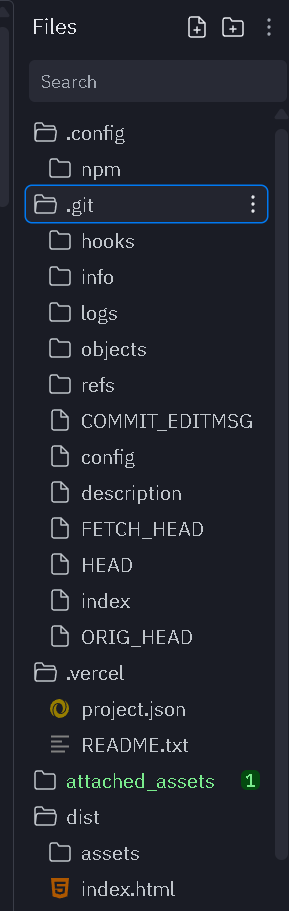 Files
Search
.config
npm
.git
hooks
info
logs
objects
refs
COMMIT_EDITMSG
config
description
FETCH_HEAD
HEAD
index
ORIG_HEAD
.vercel
project.json
README.txt
attached_assets 1
dist
assets
index.html